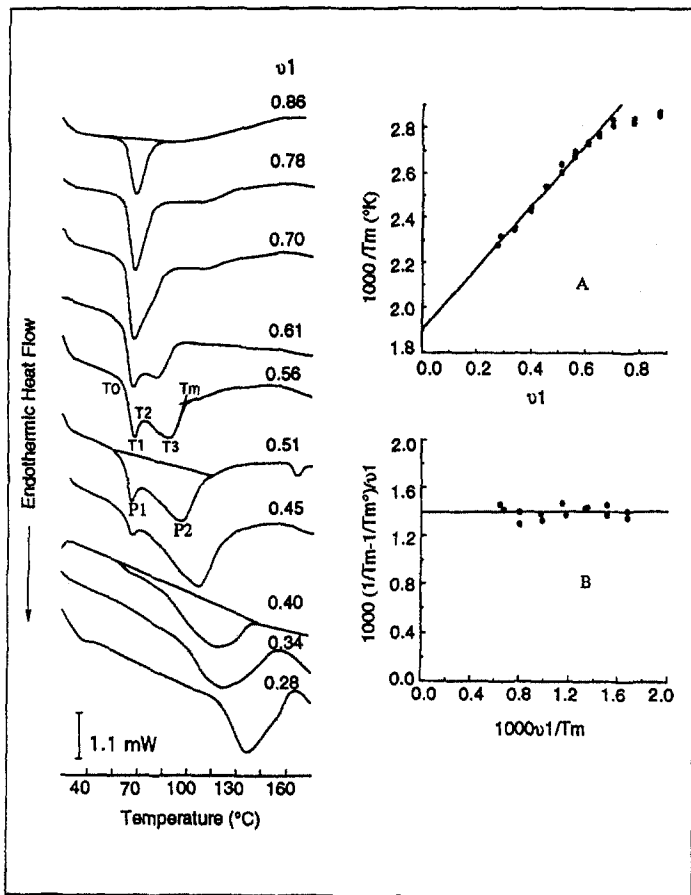 υ1
0.86
0.78
0.70
0.61
0.56
0.51
0.45
0.40
0.34
0.28
T0
T1
T2
T3
Tm
P1
P2
Endothermic Heat Flow
1.1 mW
40 70 100 130 160
Temperature (°C)
1000 /Tm (°K)
2.8
2.6
2.4
2.2
2.0
1.8
A
0.0 0.2 0.4 0.6 0.8
υ1
1000 (1/Tm-1/Tm°)/υ1
2.0
1.6
1.2
0.8
0.4
0.0
B
0.0 0.4 0.8 1.2 1.6 2.0
1000υ1/Tm